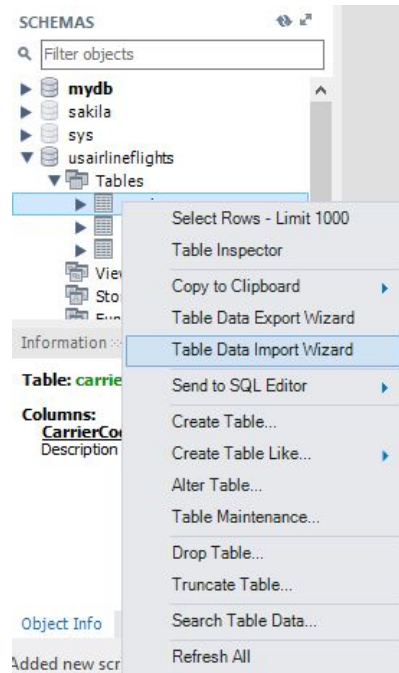 SCHEMAS
Filter objects
mydb
sakila
sys
usairlineflights
Tables
Select Rows - Limit 1000
Table Inspector
Copy to Clipboard
Table Data Export Wizard
Table Data Import Wizard
Send to SQL Editor
Create Table...
Create Table Like...
Alter Table...
Table Maintenance...
Drop Table...
Truncate Table...
Search Table Data...
Refresh All
Vie
Sto
Information
Table: carrie
Columns:
CarrierCo
Description
Object Info
Added new scr